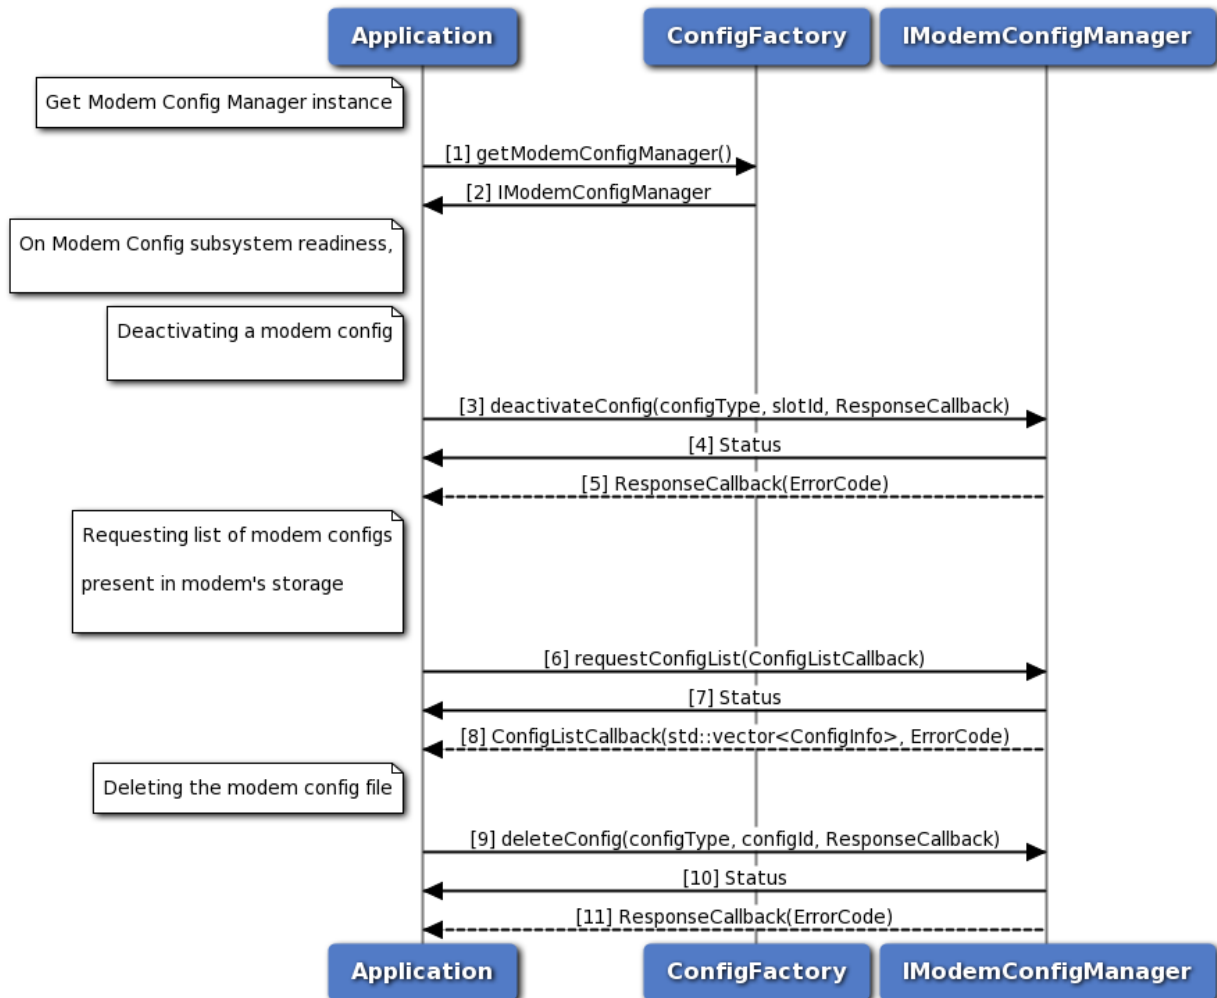 Application
ConfigFactory
IModemConfigManager
Get Modem Config Manager instance
[1] getModemConfigManager()
[2] IModemConfigManager
On Modem Config subsystem readiness,
Deactivating a modem config
[3] deactivateConfig(configType, slotId, ResponseCallback)
[4] Status
[5] ResponseCallback(ErrorCode)
Requesting list of modem configs
present in modem's storage
[6] requestConfigList(ConfigListCallback)
[7] Status
[8] ConfigListCallback(std::vector<ConfigInfo>, ErrorCode)
Deleting the modem config file
[9] deleteConfig(configType, configId, ResponseCallback)
[10] Status
[11] ResponseCallback(ErrorCode)
Application
ConfigFactory
IModemConfigManager